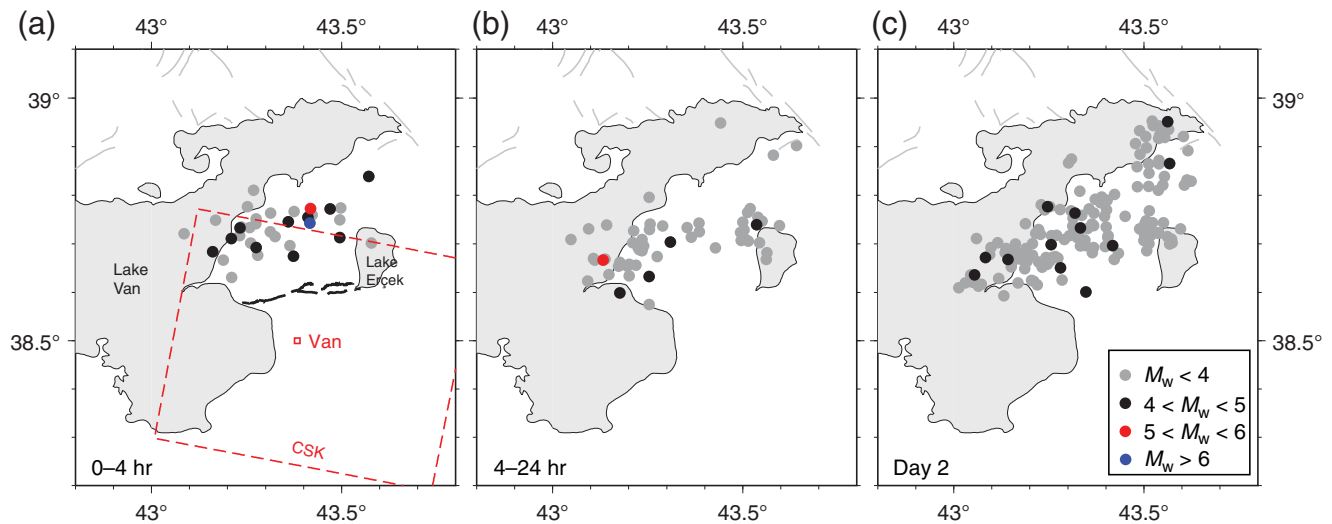 (a)
(b)
(c)
43°
43.5°
43°
43.5°
43°
43.5°
39°
39°
38.5°
38.5°
Lake
Van
Lake
Erçek
Van
CSK
0–4 hr
4–24 hr
Day 2
Mw < 4
4 < Mw < 5
5 < Mw < 6
Mw > 6
43°
43.5°
43°
43.5°
43°
43.5°